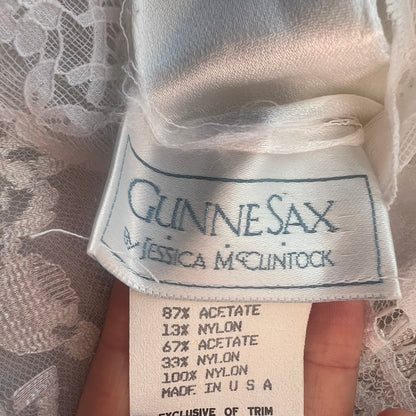 GUNNE SAX
BY JESSICA McCLINTOCK
87% ACETATE
13% NYLON
67% ACETATE
33% NYLON
100% NYLON
MADE IN U S A
EXCLUSIVE OF TRIM